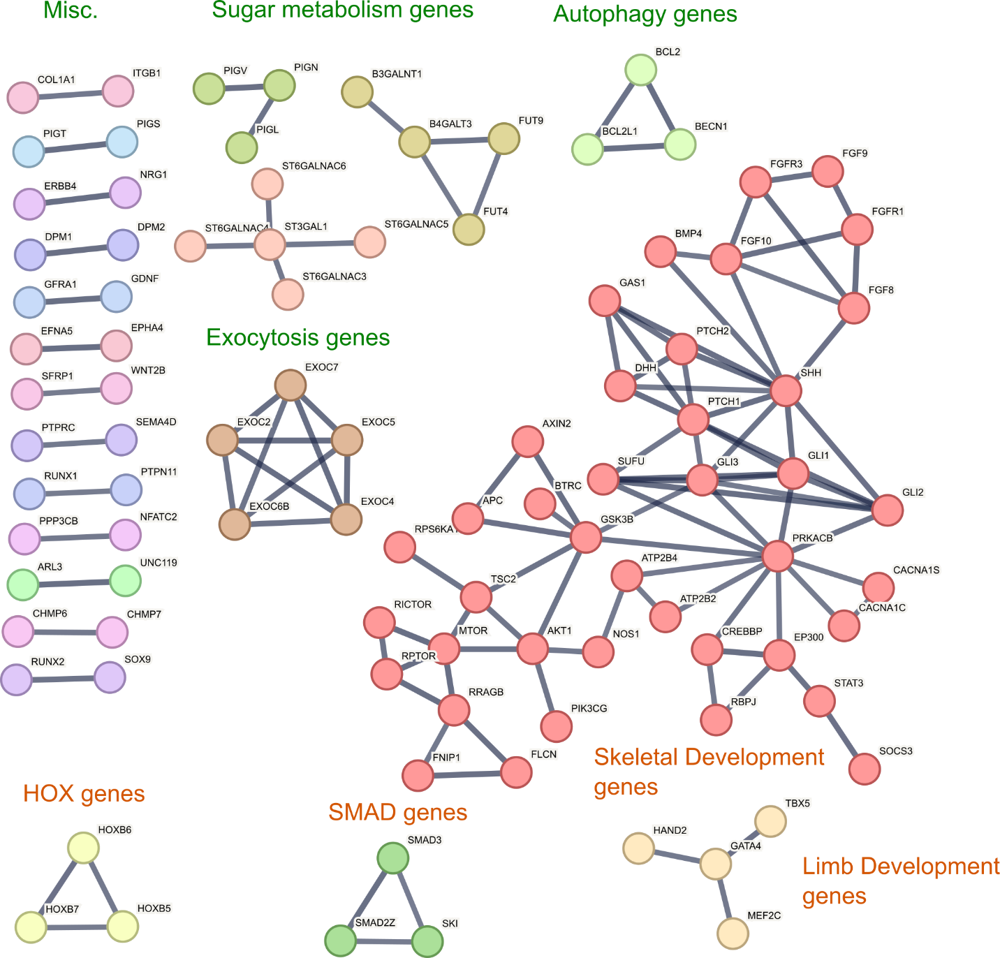 Misc.
Sugar metabolism genes
Autophagy genes
COL1A1
ITGB1
PIGT
PIGS
ERBB4
NRG1
DPM1
DPM2
GFRA1
GDNF
EFNA5
EPHA4
SFRP1
WNT2B
PTPRC
SEMA4D
RUNX1
PTPN11
PPP3CB
NFATC2
ARL3
UNC119
CHMP6
CHMP7
RUNX2
SOX9
PIGV
PIGN
PIGL
B3GALNT1
B4GALT3
FUT9
FUT4
ST6GALNAC6
ST6GALNAC4
ST3GAL1
ST6GALNAC5
ST6GALNAC3
BCL2
BCL2L1
BECN1
Exocytosis genes
EXOC7
EXOC2
EXOC5
EXOC6B
EXOC4
FGFR3
FGF9
FGFR1
BMP4
FGF10
FGF8
GAS1
PTCH2
DHH
SHH
PTCH1
AXIN2
SUFU
GLI3
GLI1
GLI2
BTRC
APC
GSK3B
RPS6KA
PRKACB
ATP2B4
CACNA1S
TSC2
ATP2B2
CACNA1C
RICTOR
MTOR
AKT1
NOS1
CREBBP
EP300
RPTOR
STAT3
RRAGB
RBPJ
PIK3CG
FNIP1
FLCN
SOCS3
Skeletal Development
genes
HOX genes
HOXB6
HOXB7
HOXB5
SMAD genes
SMAD3
SMAD2Z
SKI
TBX5
HAND2
GATA4
MEF2C
Limb Development
genes